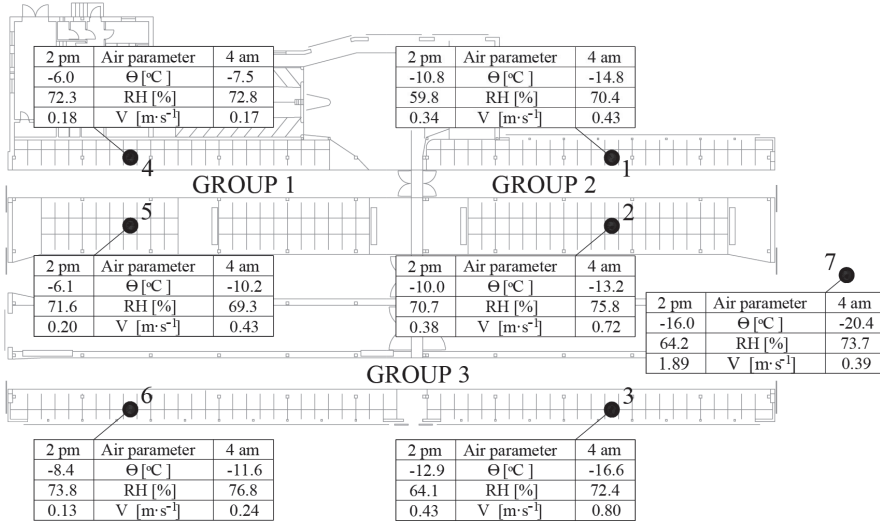 2 pm Air parameter 4 am
-6.0 Θ [°C ] -7.5
72.3 RH [%] 72.8
0.18 V [m·s⁻¹] 0.17
4
2 pm Air parameter 4 am
-10.8 Θ [°C ] -14.8
59.8 RH [%] 70.4
0.34 V [m·s⁻¹] 0.43
1
GROUP 1 GROUP 2
5
2 pm Air parameter 4 am
-6.1 Θ [°C ] -10.2
71.6 RH [%] 69.3
0.20 V [m·s⁻¹] 0.43
2
2 pm Air parameter 4 am
-10.0 Θ [°C ] -13.2
70.7 RH [%] 75.8
0.38 V [m·s⁻¹] 0.72
7
2 pm Air parameter 4 am
-16.0 Θ [°C ] -20.4
64.2 RH [%] 73.7
1.89 V [m·s⁻¹] 0.39
GROUP 3
6
2 pm Air parameter 4 am
-8.4 Θ [°C ] -11.6
73.8 RH [%] 76.8
0.13 V [m·s⁻¹] 0.24
3
2 pm Air parameter 4 am
-12.9 Θ [°C ] -16.6
64.1 RH [%] 72.4
0.43 V [m·s⁻¹] 0.80